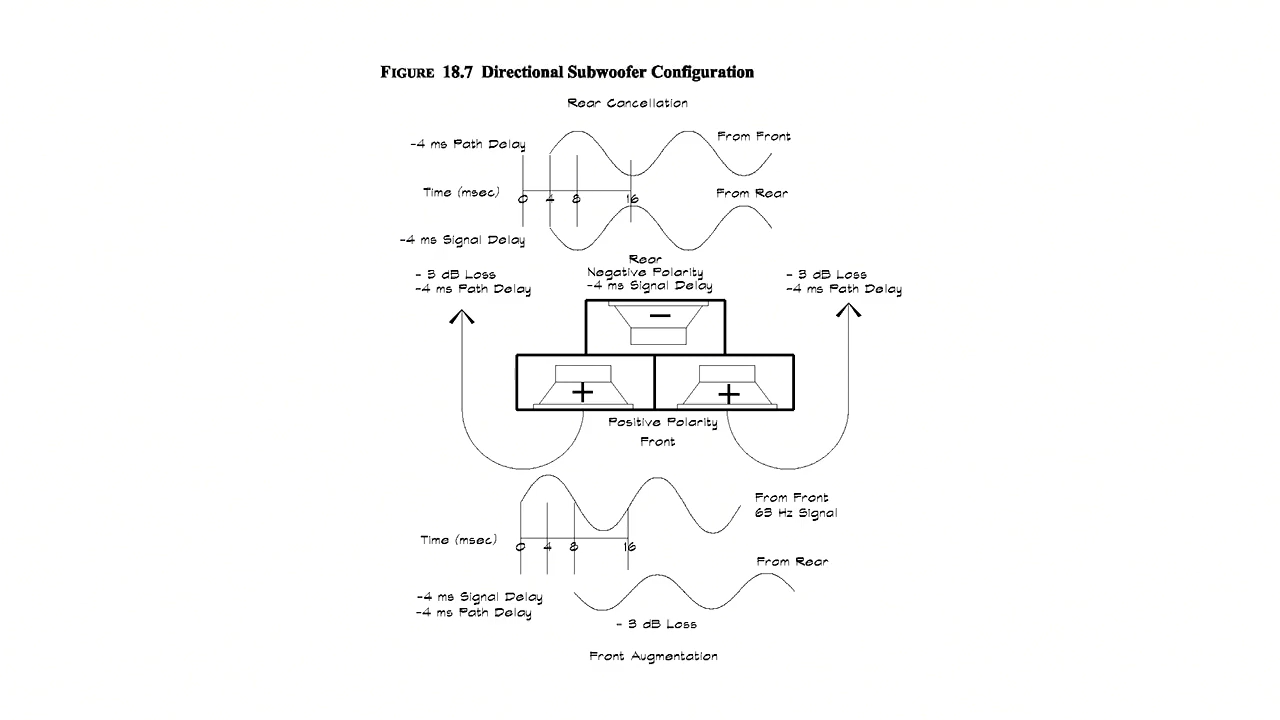 FIGURE 18.7 Directional Subwoofer Configuration
Rear Cancellation
-4 ms Path Delay
From Front
Time (msec)
0 4 8 16
From Rear
-4 ms Signal Delay
Rear
Negative Polarity
-4 ms Signal Delay
- 3 dB Loss
-4 ms Path Delay
- 3 dB Loss
-4 ms Path Delay
−
+ +
Positive Polarity
Front
From Front
63 Hz Signal
Time (msec)
0 4 8 16
From Rear
-4 ms Signal Delay
-4 ms Path Delay
- 3 dB Loss
Front Augmentation